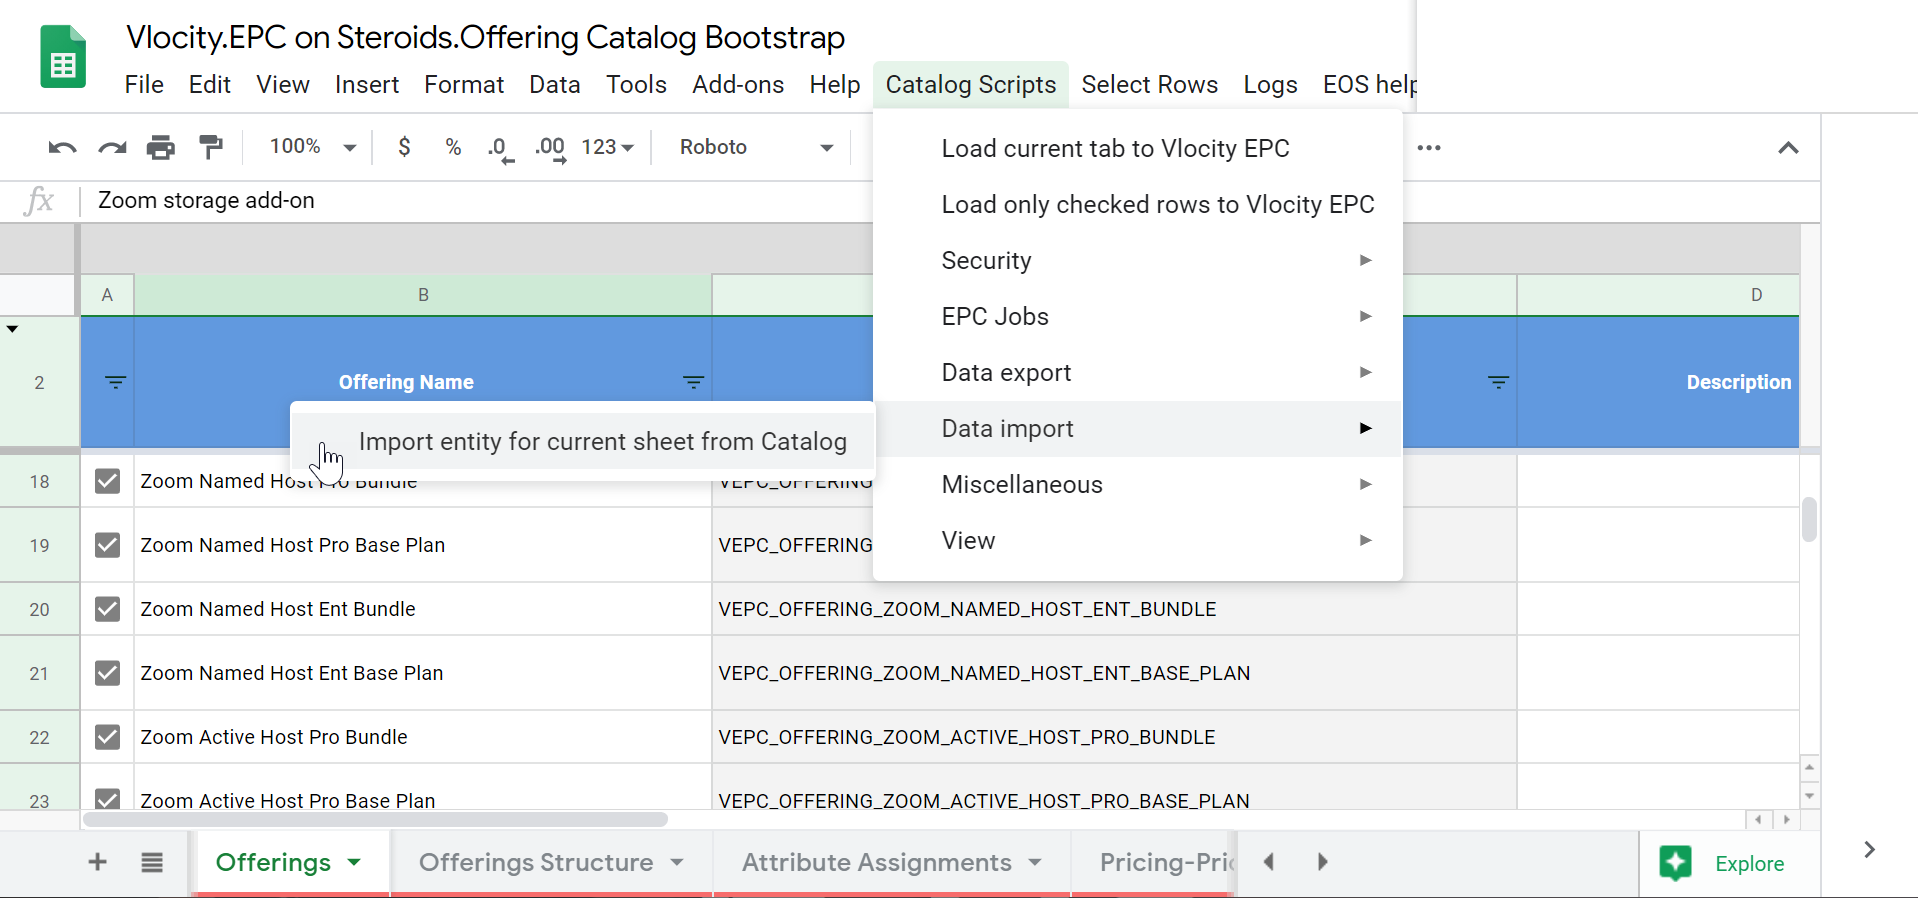 Vlocity.EPC on Steroids.Offering Catalog Bootstrap
File Edit View Insert Format Data Tools Add-ons Help Catalog Scripts Select Rows Logs EOS help
100% $ % .0 .00 123 Roboto
fx Zoom storage add-on
A B D
2 Offering Name Description
Load current tab to Vlocity EPC
Load only checked rows to Vlocity EPC
Security
EPC Jobs
Data export
Data import
Miscellaneous
View
Import entity for current sheet from Catalog
18 Zoom Named Host Pro Bundle VEPC_OFFERING
19 Zoom Named Host Pro Base Plan VEPC_OFFERING
20 Zoom Named Host Ent Bundle VEPC_OFFERING_ZOOM_NAMED_HOST_ENT_BUNDLE
21 Zoom Named Host Ent Base Plan VEPC_OFFERING_ZOOM_NAMED_HOST_ENT_BASE_PLAN
22 Zoom Active Host Pro Bundle VEPC_OFFERING_ZOOM_ACTIVE_HOST_PRO_BUNDLE
23 Zoom Active Host Pro Base Plan VEPC_OFFERING_ZOOM_ACTIVE_HOST_PRO_BASE_PLAN
Offerings Offerings Structure Attribute Assignments Pricing-Pri Explore